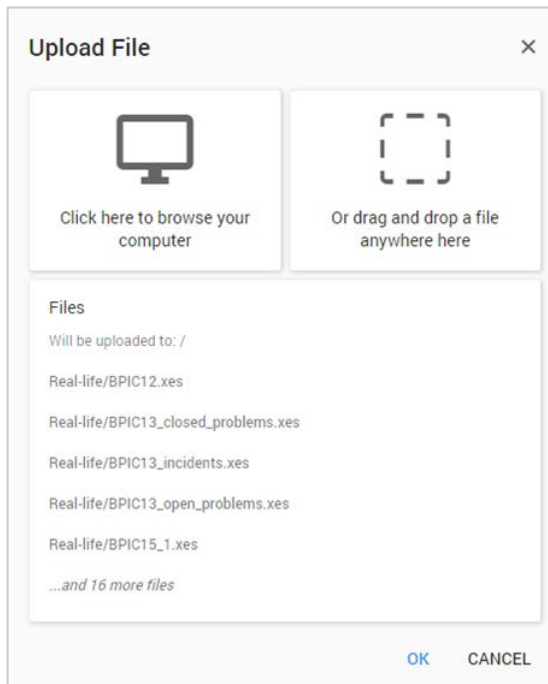 Upload File
Click here to browse your
computer
Or drag and drop a file
anywhere here
Files
Will be uploaded to: /
Real-life/BPIC12.xes
Real-life/BPIC13_closed_problems.xes
Real-life/BPIC13_incidents.xes
Real-life/BPIC13_open_problems.xes
Real-life/BPIC15_1.xes
...and 16 more files
OK CANCEL